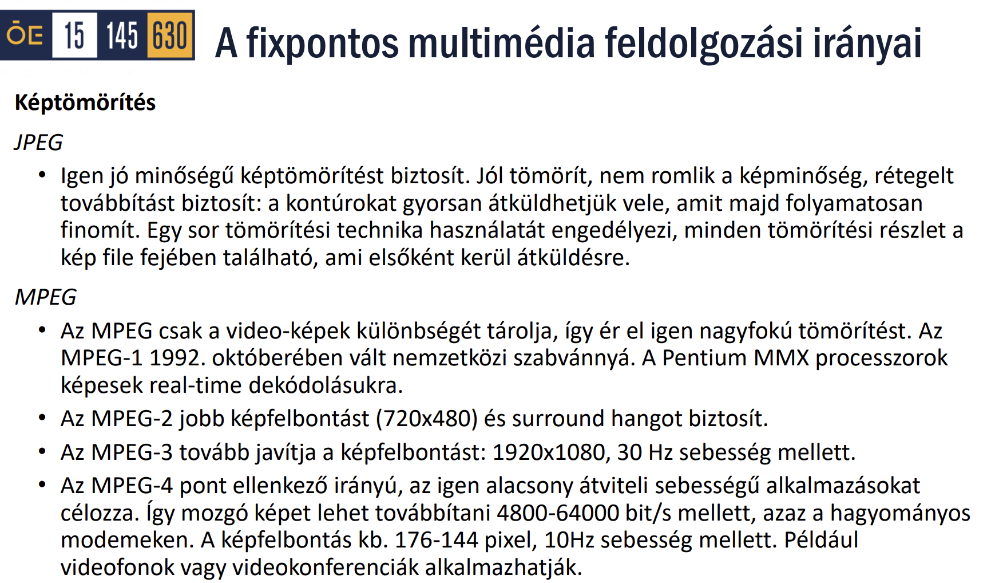 ŌE 15 145 630
A fixpontos multimédia feldolgozási irányai
Képtömörítés
JPEG
• Igen jó minőségű képtömörítést biztosít. Jól tömörít, nem romlik a képminőség, rétegelt
továbbítást biztosít: a kontúrokat gyorsan átküldhetjük vele, amit majd folyamatosan
finomít. Egy sor tömörítési technika használatát engedélyezi, minden tömörítési részlet a
kép file fejében található, ami elsőként kerül átküldésre.
MPEG
• Az MPEG csak a video-képek különbségét tárolja, így ér el igen nagyfokú tömörítést. Az
MPEG-1 1992. októberében vált nemzetközi szabvánnyá. A Pentium MMX processzorok
képesek real-time dekódolásukra.
• Az MPEG-2 jobb képfelbontást (720x480) és surround hangot biztosít.
• Az MPEG-3 tovább javítja a képfelbontást: 1920x1080, 30 Hz sebesség mellett.
• Az MPEG-4 pont ellenkező irányú, az igen alacsony átviteli sebességű alkalmazásokat
célozza. Így mozgó képet lehet továbbítani 4800-64000 bit/s mellett, azaz a hagyományos
modemeken. A képfelbontás kb. 176-144 pixel, 10Hz sebesség mellett. Például
videofonok vagy videokonferenciák alkalmazhatják.